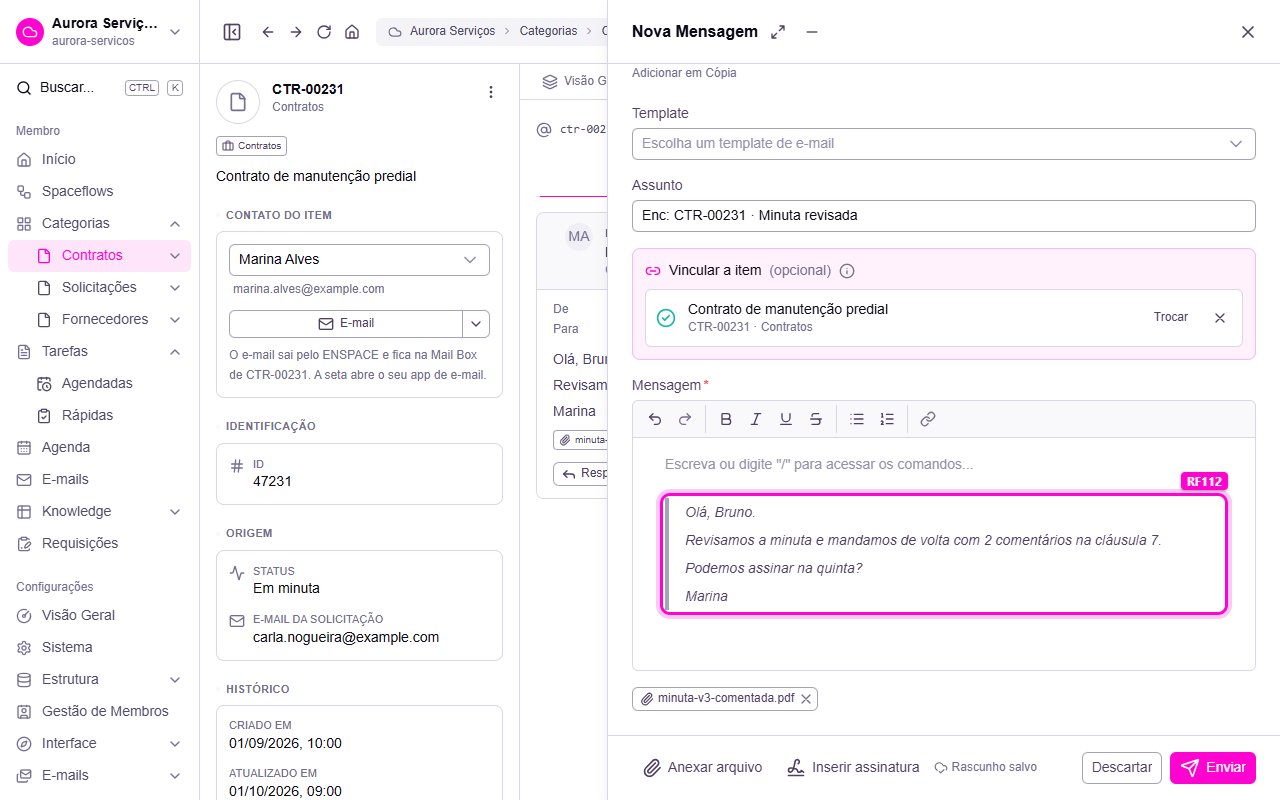 Aurora Serviç...
aurora-servicos
Buscar...
CTRL
K
Membro
Início
Spaceflows
Categorias
Contratos
Solicitações
Fornecedores
Tarefas
Agendadas
Rápidas
Agenda
E-mails
Knowledge
Requisições
Configurações
Visão Geral
Sistema
Estrutura
Gestão de Membros
Interface
E-mails
Aurora Serviços
Categorias
CTR-00231
Contratos
Contratos
Contrato de manutenção predial
CONTATO DO ITEM
Marina Alves
marina.alves@example.com
E-mail
O e-mail sai pelo ENSPACE e fica na Mail Box
de CTR-00231. A seta abre o seu app de e-mail.
IDENTIFICAÇÃO
ID
47231
ORIGEM
STATUS
Em minuta
E-MAIL DA SOLICITAÇÃO
carla.nogueira@example.com
HISTÓRICO
CRIADO EM
01/09/2026, 10:00
ATUALIZADO EM
01/10/2026, 09:00
Visão G
ctr-002
MA
De
Para
Olá, Brun
Revisam
Marina
minuta-
Resp
Nova Mensagem
Adicionar em Cópia
Template
Escolha um template de e-mail
Assunto
Enc: CTR-00231 · Minuta revisada
Vincular a item (opcional)
Contrato de manutenção predial
CTR-00231 · Contratos
Trocar
Mensagem*
Escreva ou digite "/" para acessar os comandos...
RF112
Olá, Bruno.
Revisamos a minuta e mandamos de volta com 2 comentários na cláusula 7.
Podemos assinar na quinta?
Marina
minuta-v3-comentada.pdf
Anexar arquivo
Inserir assinatura
Rascunho salvo
Descartar
Enviar